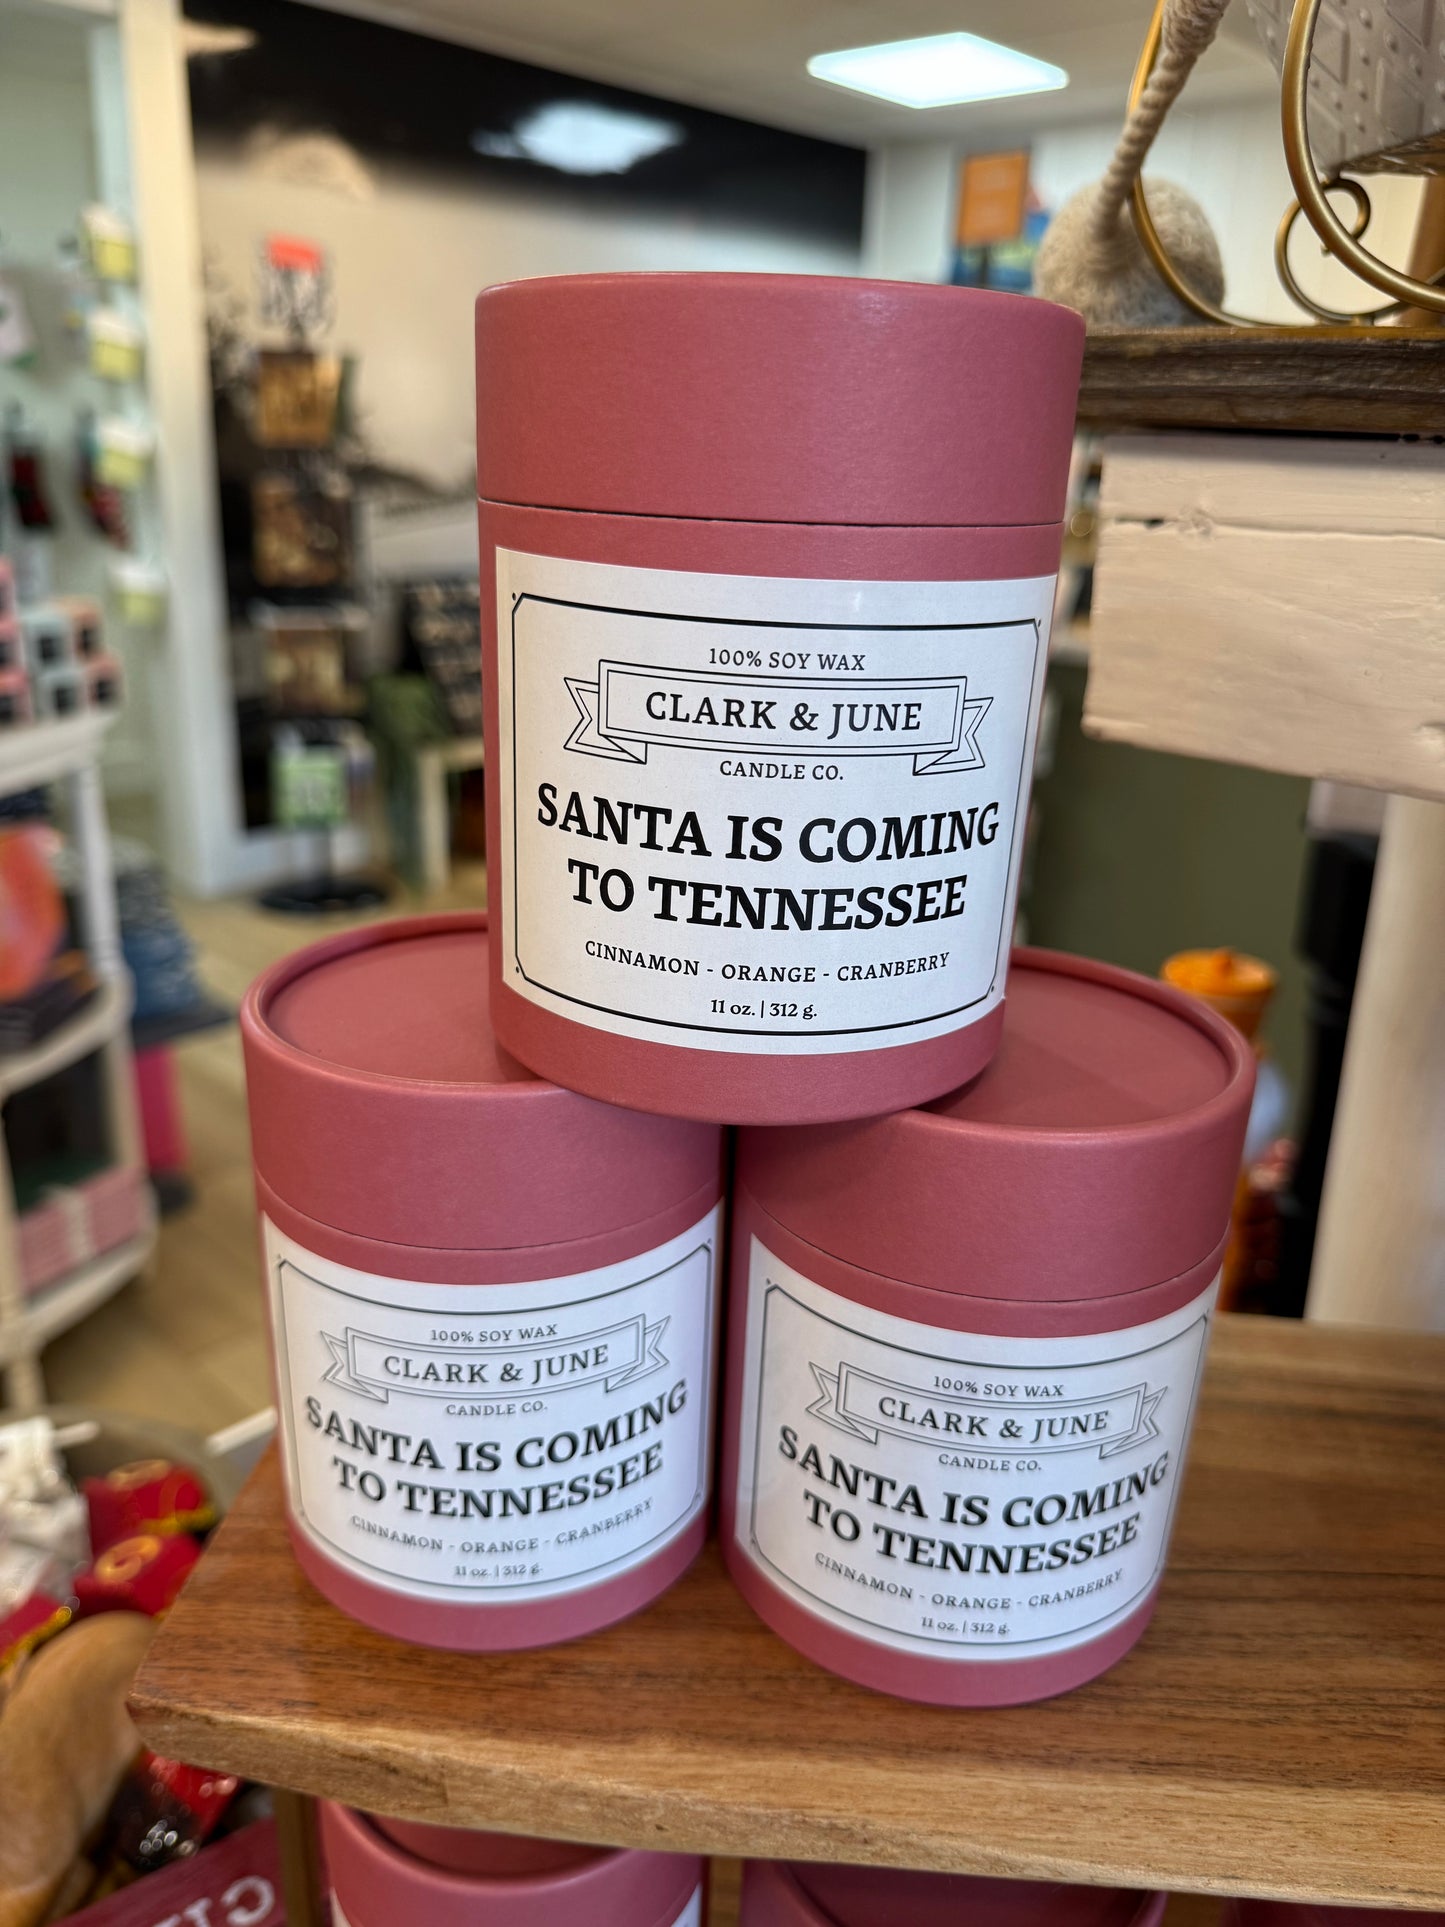 100% SOY WAX
CLARK & JUNE
CANDLE CO.
SANTA IS COMING
TO TENNESSEE
CINNAMON - ORANGE - CRANBERRY
11 oz. | 312 g.
100% SOY WAX
CLARK & JUNE
CANDLE CO.
SANTA IS COMING
TO TENNESSEE
CINNAMON - ORANGE - CRANBERRY
11 oz. | 312 g.
100% SOY WAX
CLARK & JUNE
CANDLE CO.
SANTA IS COMING
TO TENNESSEE
CINNAMON - ORANGE - CRANBERRY
11 oz. | 312 g.